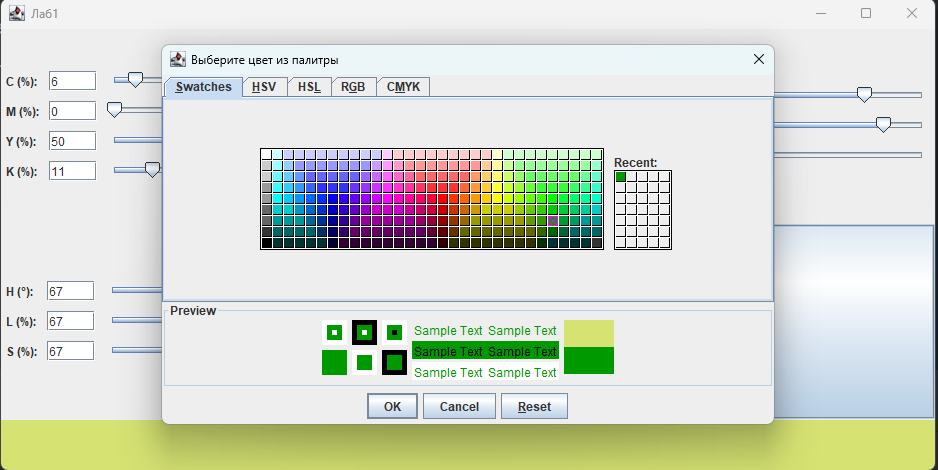 Лаб1
Выберите цвет из палитры
Swatches HSV HSL RGB CMYK
C (%): 6
M (%): 0
Y (%): 50
K (%): 11
Recent:
H (°): 67
L (%): 67
S (%): 67
Preview
Sample Text Sample Text
Sample Text Sample Text
Sample Text Sample Text
OK Cancel Reset